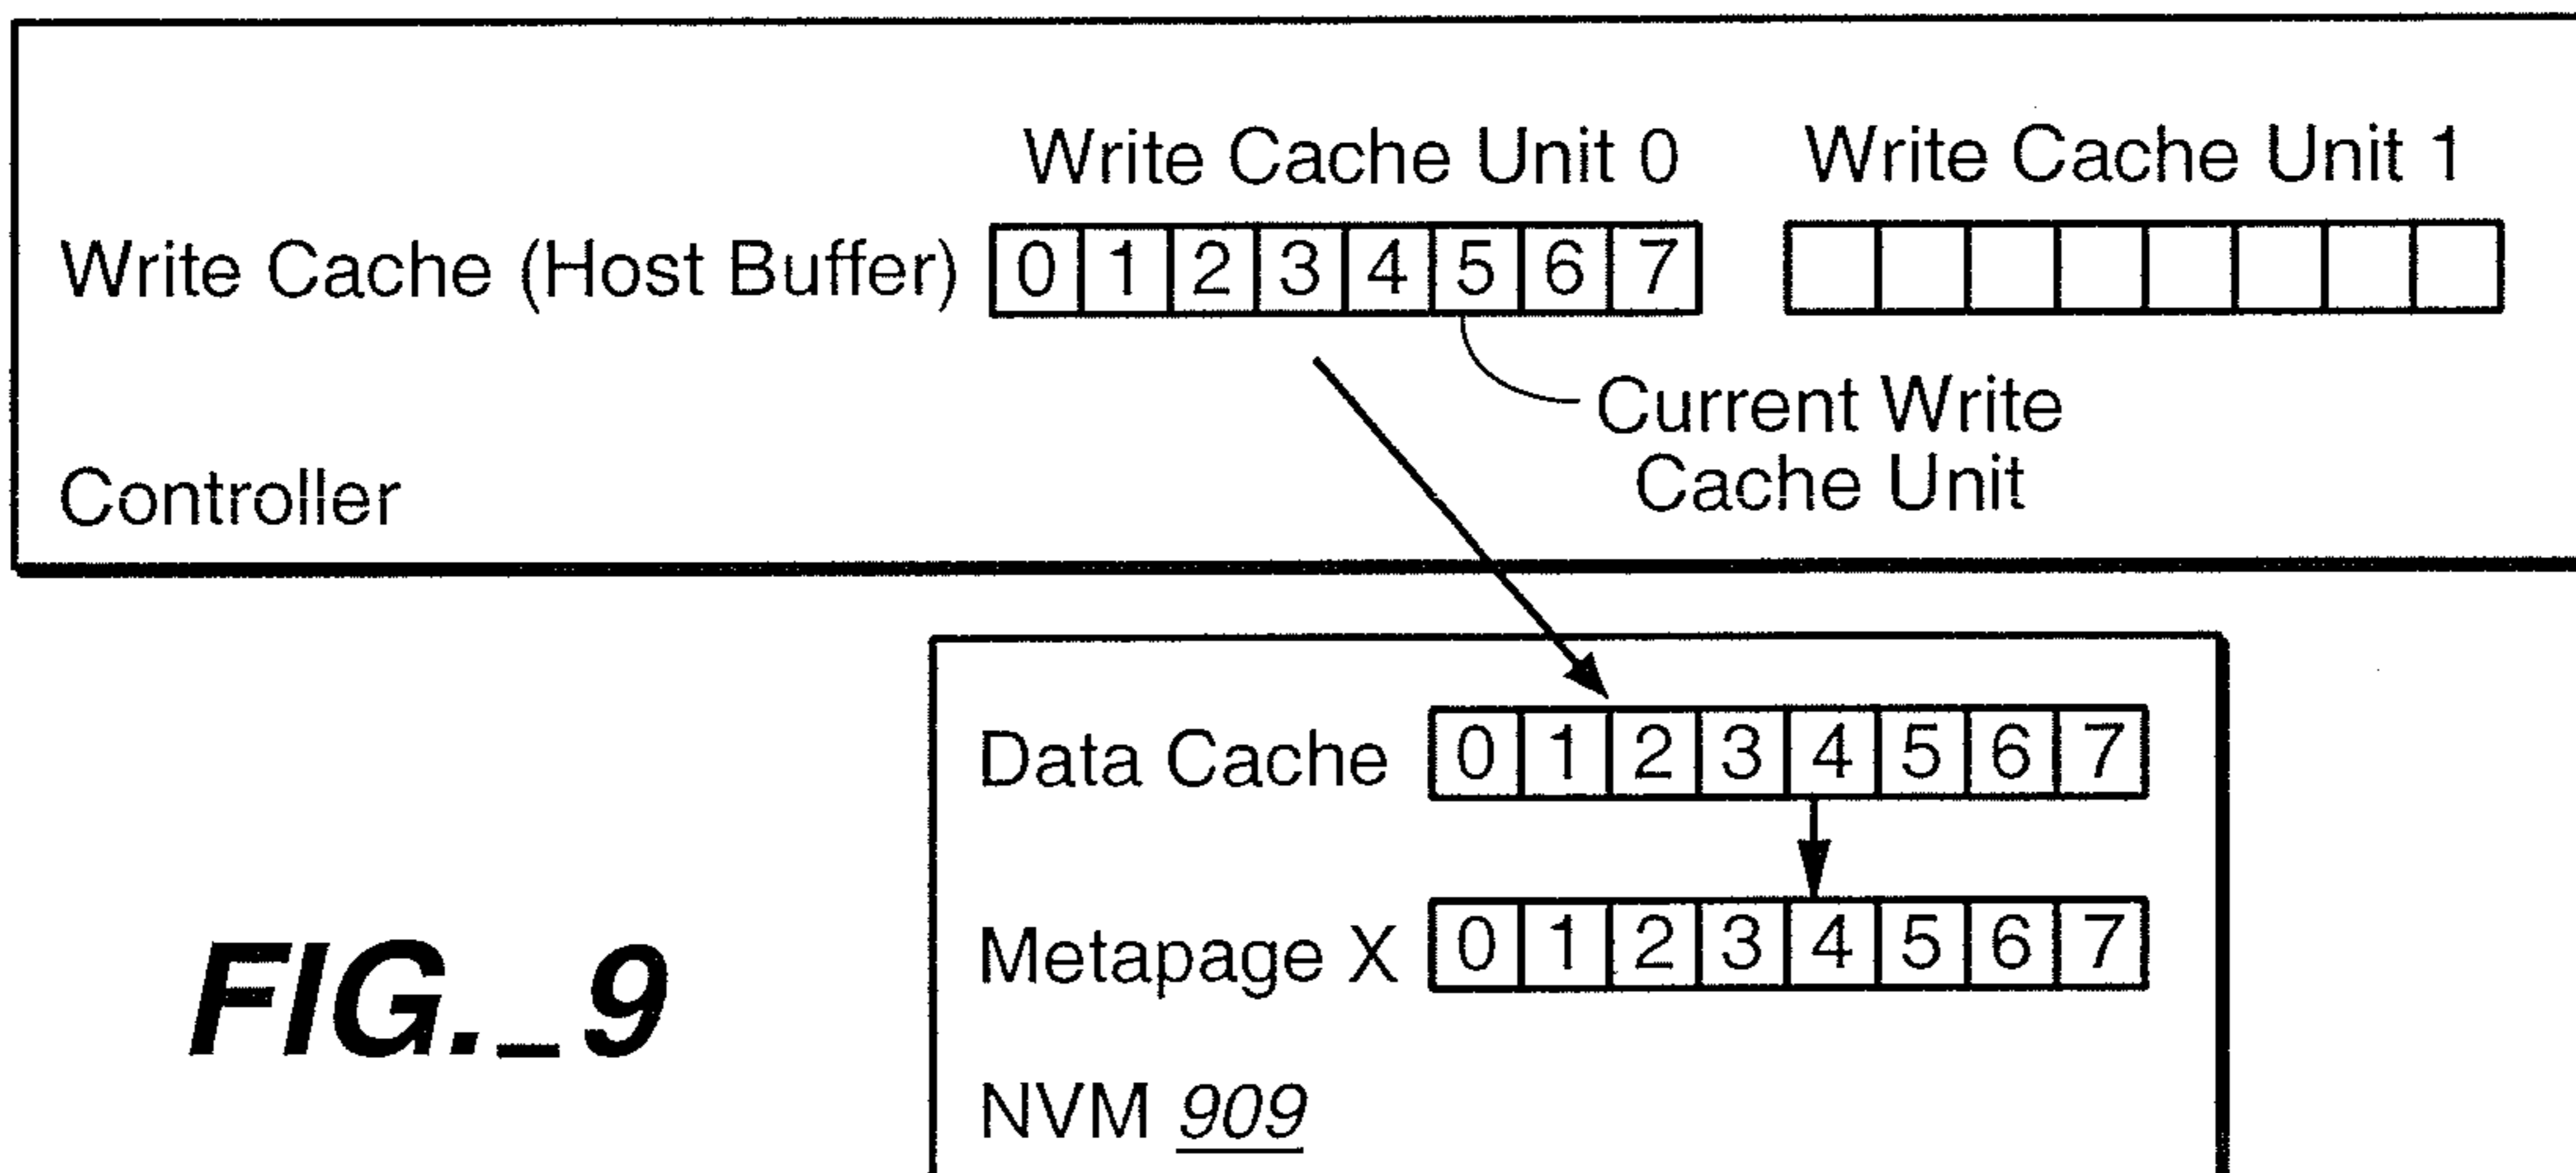 Write Cache Unit 0 Write Cache Unit 1
Write Cache (Host Buffer) 0 1 2 3 4 5 6 7
Current Write
Cache Unit
Controller
Data Cache 0 1 2 3 4 5 6 7
Metapage X 0 1 2 3 4 5 6 7
NVM 909
FIG._9